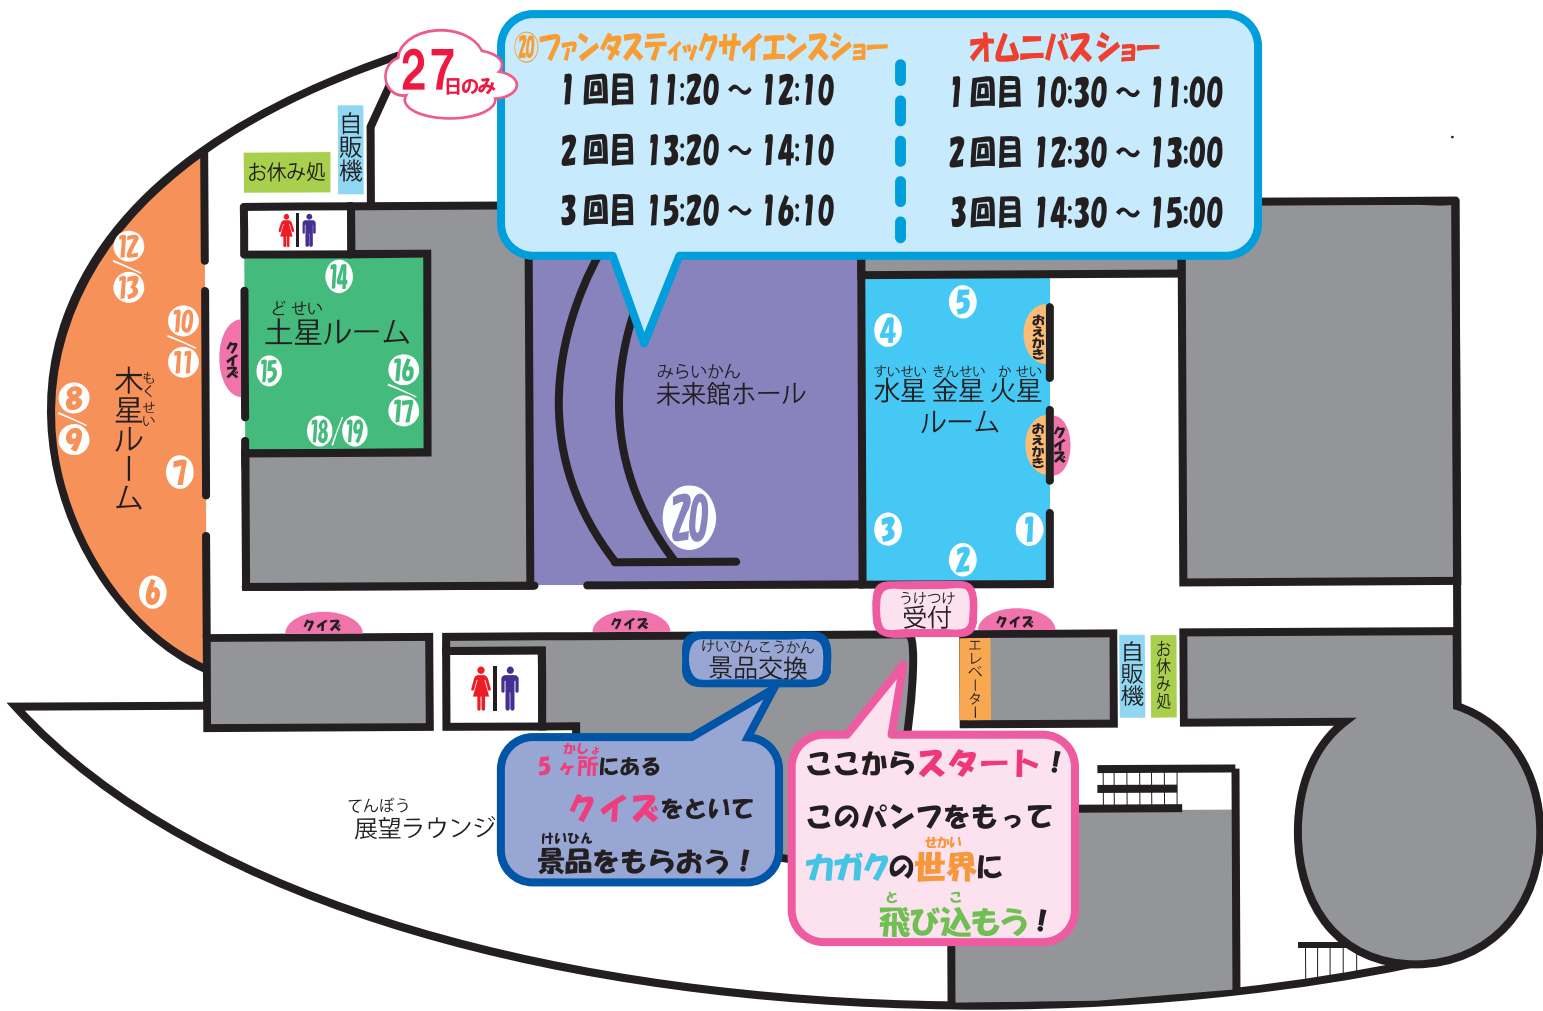 27日のみ
⑳ファンタスティックサイエンスショー
1回目 11:20 ～ 12:10
2回目 13:20 ～ 14:10
3回目 15:20 ～ 16:10
オムニバスショー
1回目 10:30 ～ 11:00
2回目 12:30 ～ 13:00
3回目 14:30 ～ 15:00
自販機
お休み処
12
/
13
10
/
11
8
/
9
7
6
木星ルーム
もくせい
クイズ
14
どせい
土星ルーム
15
16
/
17
18/19
みらいかん
未来館ホール
20
5
4
すいせい きんせい かせい
水星 金星 火星
ルーム
3
2
1
おえかき
おえかき
クイズ
クイズ
クイズ
クイズ
うけつけ
受付
けいひんこうかん
景品交換
エレベーター
自販機
お休み処
てんぼう
展望ラウンジ
かしょ
5ヶ所にある
クイズをといて
けいひん
景品をもらおう！
ここからスタート！
このパンフをもって
せかい
カガクの世界に
と こ
飛び込もう！